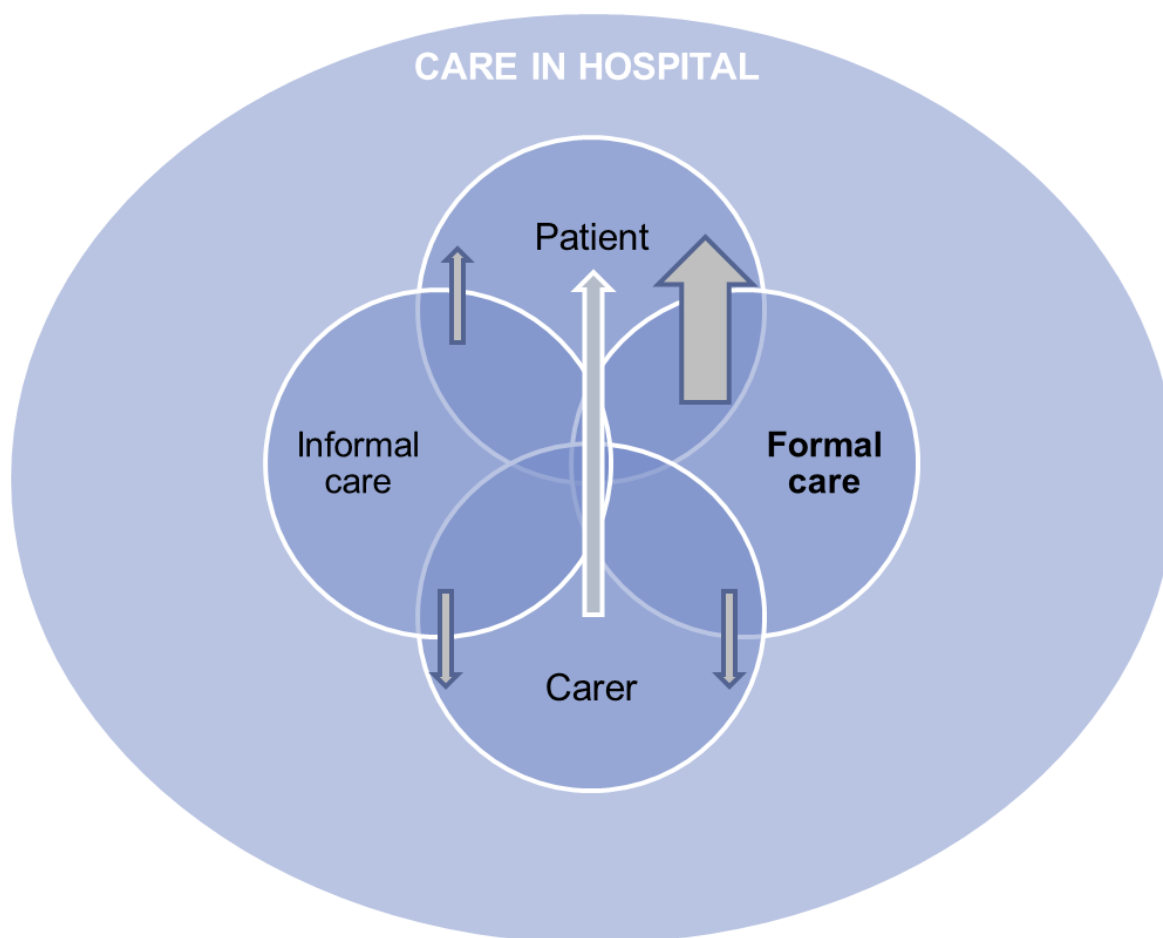 CARE IN HOSPITAL
Patient
Informal
care
Formal
care
Carer